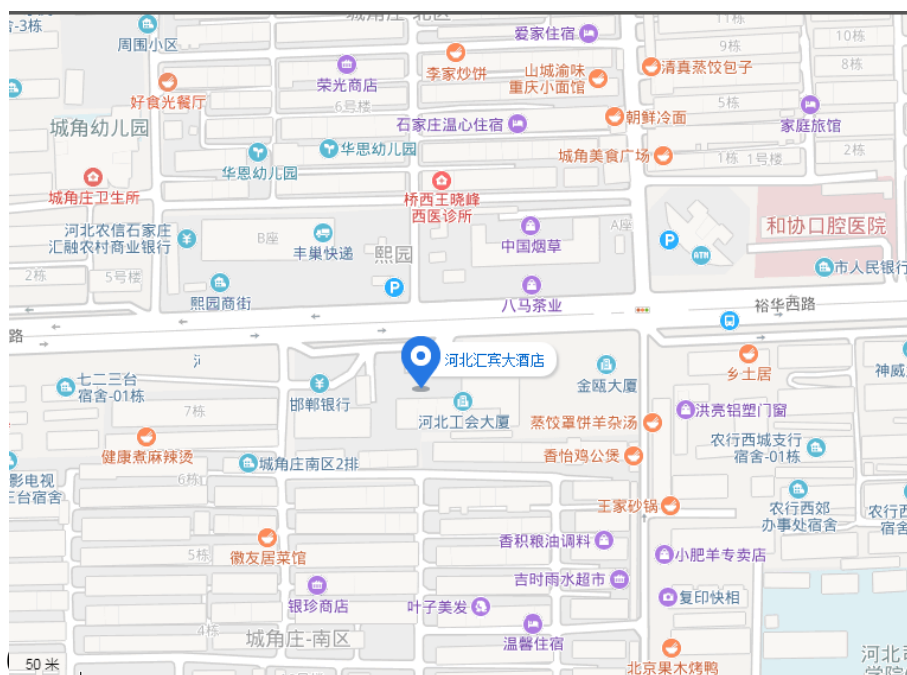 舍-3栋
城角庄-北区
周围小区
爱家住宿
11栋
10栋
9栋
8栋
李家炒饼
荣光商店
山城渝味
重庆小面馆
清真蒸饺包子
好食光餐厅
6号楼
5栋
家庭旅馆
城角幼儿园
石家庄温心住宿
朝鲜冷面
华恩幼儿园
华思幼儿园
城角美食广场
1栋
1号楼
2栋
城角庄卫生所
桥西王晓峰
西医诊所
河北农信石家庄
汇融农村商业银行
B座
丰巢快递
熙园
中国烟草
A座
P
ATM
和协口腔医院
2栋
5号楼
熙园商街
P
八马茶业
市人民银行
裕华西路
路
河北汇宾大酒店
乡土居
神威
七二三台
宿舍-01栋
邯郸银行
金瓯大厦
7栋
河北工会大厦
蒸饺罩饼羊杂汤
洪亮铝塑门窗
健康煮麻辣烫
城角庄南区2排
香怡鸡公煲
农行西城支行
宿舍-01栋
影电视
三台宿舍
6栋
王家砂锅
农行西郊
办事处宿舍
农行西
宿舍
5栋
徽友居菜馆
香积粮油调料
小肥羊专卖店
吉时雨水超市
银珍商店
叶子美发
复印快相
4栋
城角庄-南区
温馨住宿
50 米
北京果木烤鸭
河北司
学院